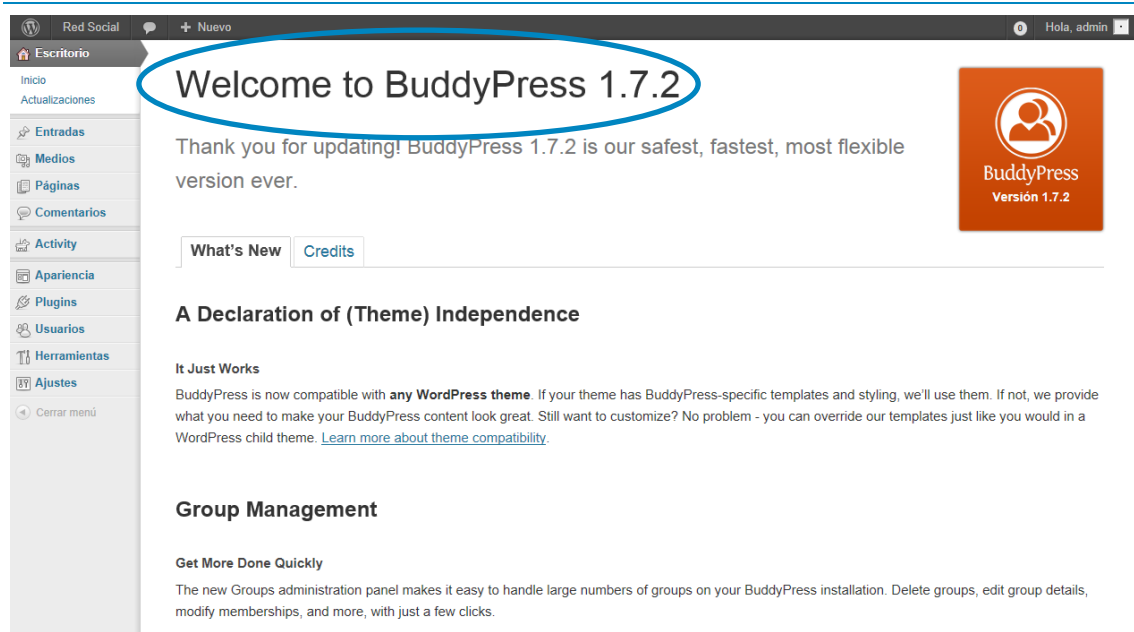 Red Social
+ Nuevo
0
Hola, admin
Escritorio
Inicio
Actualizaciones
Entradas
Medios
Páginas
Comentarios
Activity
Apariencia
Plugins
Usuarios
Herramientas
Ajustes
Cerrar menú
Welcome to BuddyPress 1.7.2
Thank you for updating! BuddyPress 1.7.2 is our safest, fastest, most flexible
version ever.
BuddyPress
Versión 1.7.2
What's New
Credits
A Declaration of (Theme) Independence
It Just Works
BuddyPress is now compatible with any WordPress theme. If your theme has BuddyPress-specific templates and styling, we'll use them. If not, we provide
what you need to make your BuddyPress content look great. Still want to customize? No problem - you can override our templates just like you would in a
WordPress child theme. Learn more about theme compatibility.
Group Management
Get More Done Quickly
The new Groups administration panel makes it easy to handle large numbers of groups on your BuddyPress installation. Delete groups, edit group details,
modify memberships, and more, with just a few clicks.